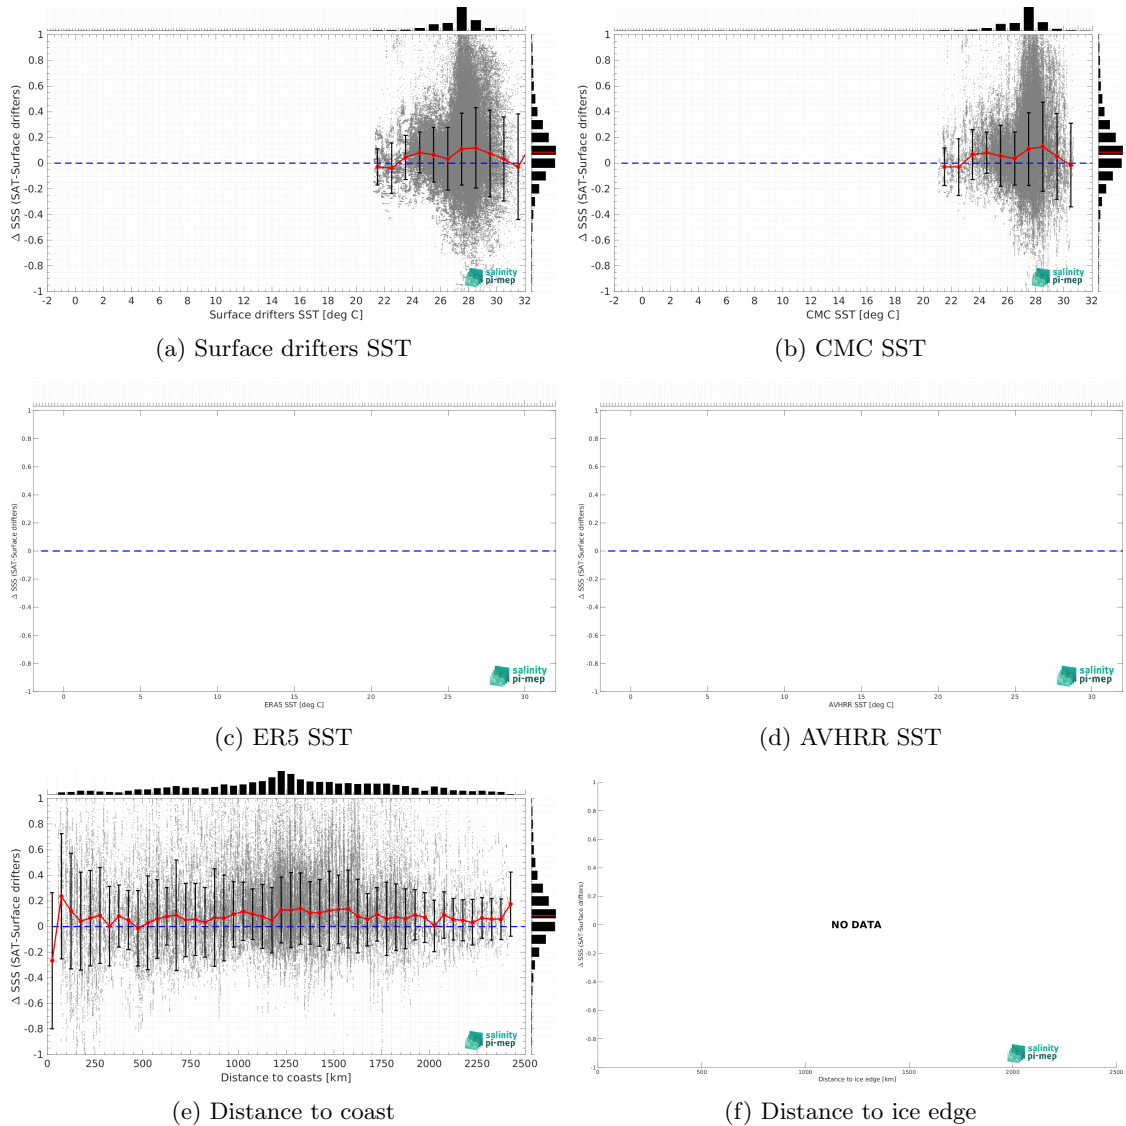 1
0.8
0.6
0.4
0.2
0
-0.2
-0.4
-0.6
-0.8
-1
Δ SSS (SAT-Surface drifters)
-2 0 2 4 6 8 10 12 14 16 18 20 22 24 26 28 30 32
Surface drifters SST [deg C]
salinity
pi-mep
(a) Surface drifters SST
1
0.8
0.6
0.4
0.2
0
-0.2
-0.4
-0.6
-0.8
-1
Δ SSS (SAT-Surface drifters)
-2 0 2 4 6 8 10 12 14 16 18 20 22 24 26 28 30 32
CMC SST [deg C]
salinity
pi-mep
(b) CMC SST
1
0.8
0.6
0.4
0.2
0
-0.2
-0.4
-0.6
-0.8
-1
Δ SSS (SAT-Surface drifters)
0 5 10 15 20 25 30
ERA5 SST [deg C]
salinity
pi-mep
(c) ER5 SST
1
0.8
0.6
0.4
0.2
0
-0.2
-0.4
-0.6
-0.8
-1
Δ SSS (SAT-Surface drifters)
0 5 10 15 20 25 30
AVHRR SST [deg C]
salinity
pi-mep
(d) AVHRR SST
1
0.8
0.6
0.4
0.2
0
-0.2
-0.4
-0.6
-0.8
-1
Δ SSS (SAT-Surface drifters)
0 250 500 750 1000 1250 1500 1750 2000 2250 2500
Distance to coasts [km]
salinity
pi-mep
(e) Distance to coast
1
0.8
0.6
0.4
0.2
0
-0.2
-0.4
-0.6
-0.8
-1
Δ SSS (SAT-Surface drifters)
NO DATA
0 500 1000 1500 2000 2500
Distance to ice edge [km]
salinity
pi-mep
(f) Distance to ice edge